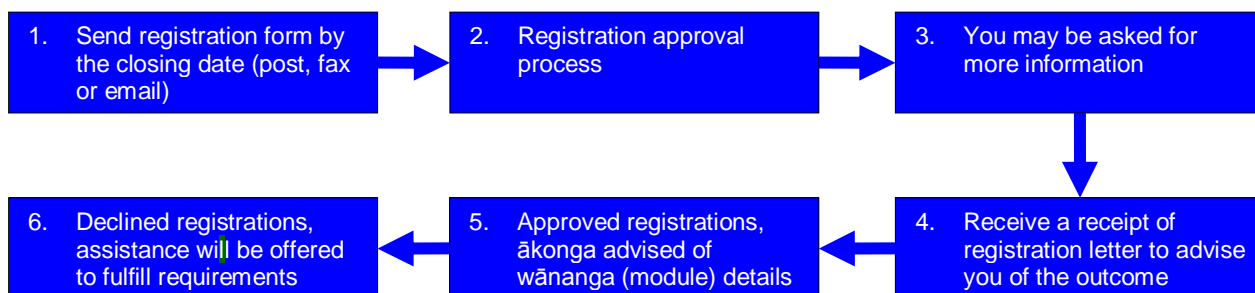 1. Send registration form by
the closing date (post, fax
or email)
2. Registration approval
process
3. You may be asked for
more information
4. Receive a receipt of
registration letter to advise
you of the outcome
5. Approved registrations,
ākonga advised of
wānanga (module) details
6. Declined registrations,
assistance will be offered
to fulfill requirements